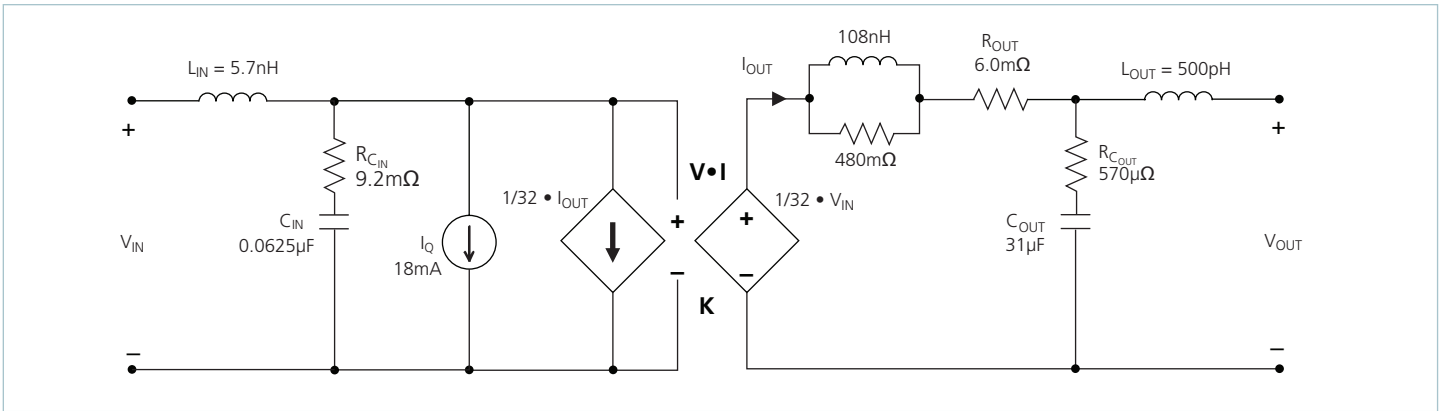 L_IN = 5.7nH
+
R_C_IN
9.2mΩ
C_IN
0.0625µF
V_IN
–
I_Q
18mA
1/32 • I_OUT
V•I
+
–
K
+
–
1/32 • V_IN
I_OUT
108nH
480mΩ
R_OUT
6.0mΩ
L_OUT = 500pH
R_C_OUT
570µΩ
C_OUT
31µF
+
V_OUT
–